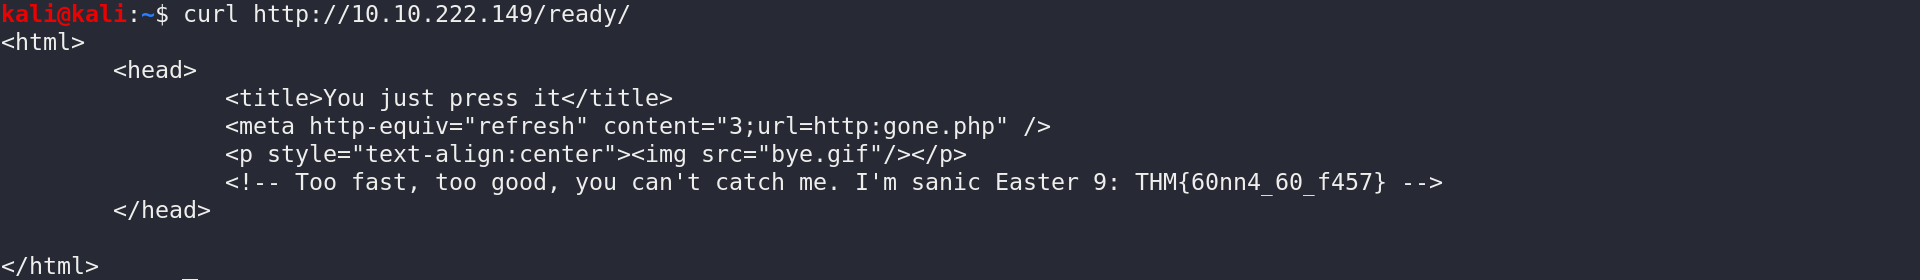 kali@kali:~$ curl http://10.10.222.149/ready/
<html>
        <head>
                <title>You just press it</title>
                <meta http-equiv="refresh" content="3;url=http:gone.php" />
                <p style="text-align:center"><img src="bye.gif"/></p>
                <!-- Too fast, too good, you can't catch me. I'm sanic Easter 9: THM{60nn4_60_f457} -->
        </head>

</html>